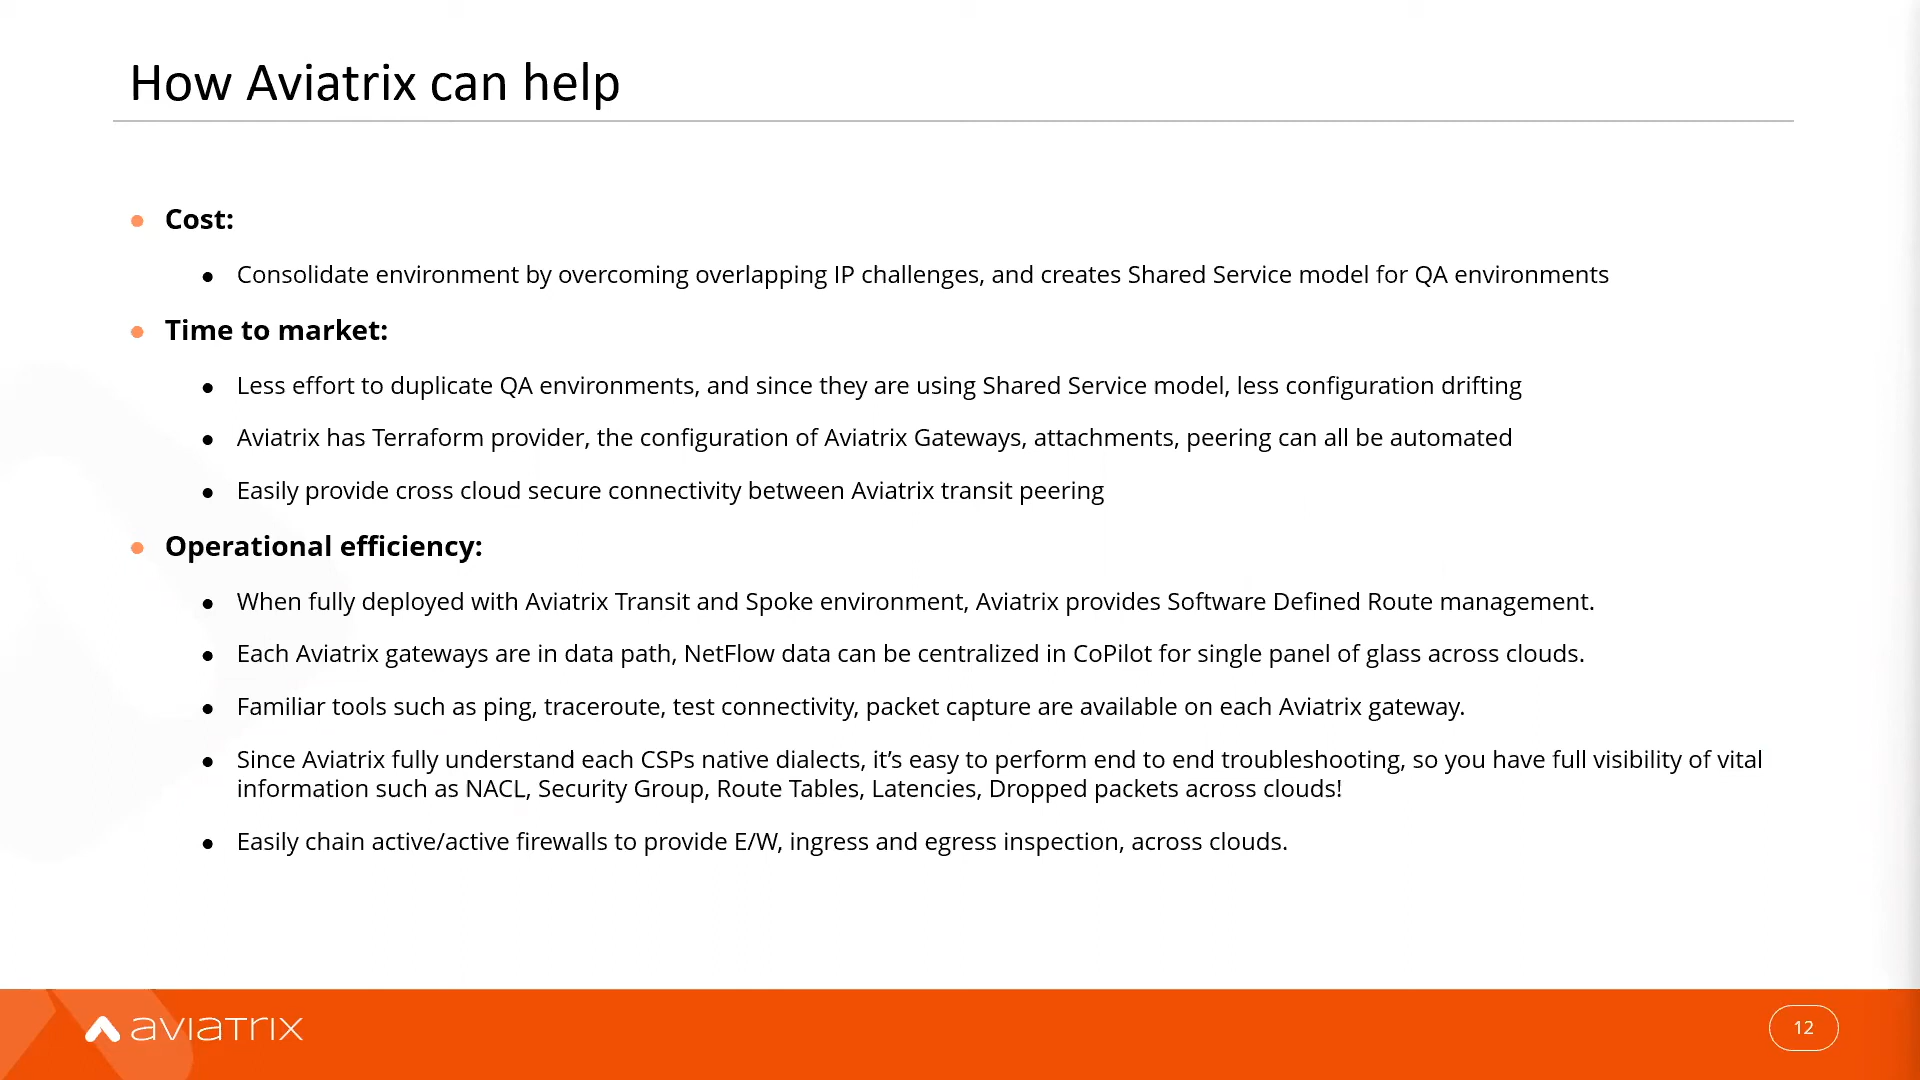 How Aviatrix can help
Cost:
Consolidate environment by overcoming overlapping IP challenges, and creates Shared Service model for QA environments
Time to market:
Less effort to duplicate QA environments, and since they are using Shared Service model, less configuration drifting
Aviatrix has Terraform provider, the configuration of Aviatrix Gateways, attachments, peering can all be automated
Easily provide cross cloud secure connectivity between Aviatrix transit peering
Operational efficiency:
When fully deployed with Aviatrix Transit and Spoke environment, Aviatrix provides Software Defined Route management.
Each Aviatrix gateways are in data path, NetFlow data can be centralized in CoPilot for single panel of glass across clouds.
Familiar tools such as ping, traceroute, test connectivity, packet capture are available on each Aviatrix gateway.
Since Aviatrix fully understand each CSPs native dialects, it’s easy to perform end to end troubleshooting, so you have full visibility of vital
information such as NACL, Security Group, Route Tables, Latencies, Dropped packets across clouds!
Easily chain active/active firewalls to provide E/W, ingress and egress inspection, across clouds.
aviatrix
12